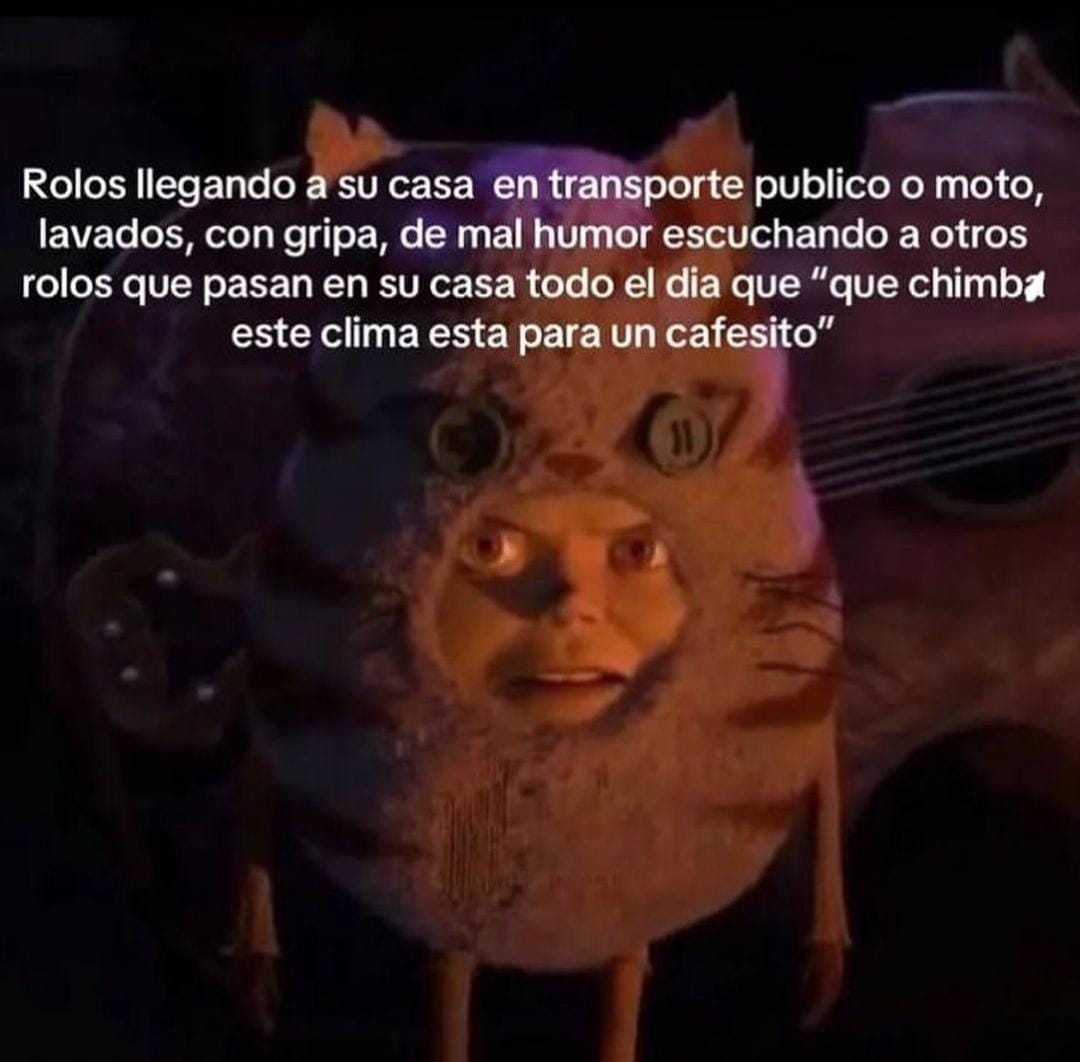 Rolos llegando a su casa en transporte publico o moto,
lavados, con gripa, de mal humor escuchando a otros
rolos que pasan en su casa todo el dia que “que chimba
este clima esta para un cafesito”